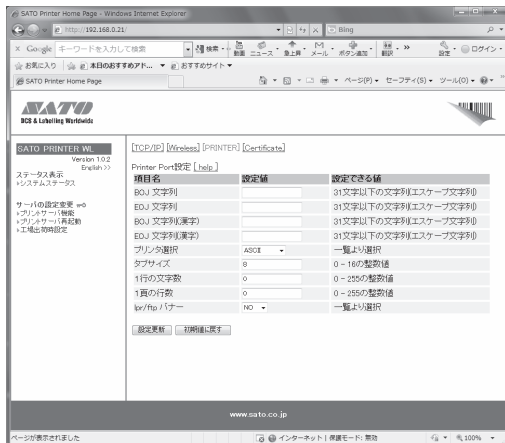 SATO Printer Home Page - Windows Internet Explorer
http://192.168.0.21/
Bing
Google キーワードを入力して検索 検索 動画 ニュース 急上昇 メール ボタン追加 翻訳 » 設定 ログイン
お気に入り 本日のおすすめアド... おすすめサイト
SATO Printer Home Page ページ(P) セーフティ(S) ツール(O)
SATO
DCS & Labelling Worldwide
SATO PRINTER WL
Version 1.0.2
English >>
ステータス表示
システムステータス
サーバの設定変更
プリントサーバ機能
プリントサーバ再起動
工場出荷時設定
[TCP/IP] [Wireless] [PRINTER] [Certificate]
Printer Port設定 [ help ]
項目名 設定値 設定できる値
BOJ 文字列 31文字以下の文字列(エスケープ文字列)
EOJ 文字列 31文字以下の文字列(エスケープ文字列)
BOJ 文字列(漢字) 31文字以下の文字列(エスケープ文字列)
EOJ 文字列(漢字) 31文字以下の文字列(エスケープ文字列)
プリンタ選択 ASCII 一覧より選択
タブサイズ 8 0 - 16の整数値
1行の文字数 0 0 - 255の整数値
1頁の行数 0 0 - 255の整数値
lpr/ftp バナー NO 一覧より選択
設定更新 初期値に戻す
www.sato.co.jp
ページが表示されました インターネット | 保護モード: 無効 100%